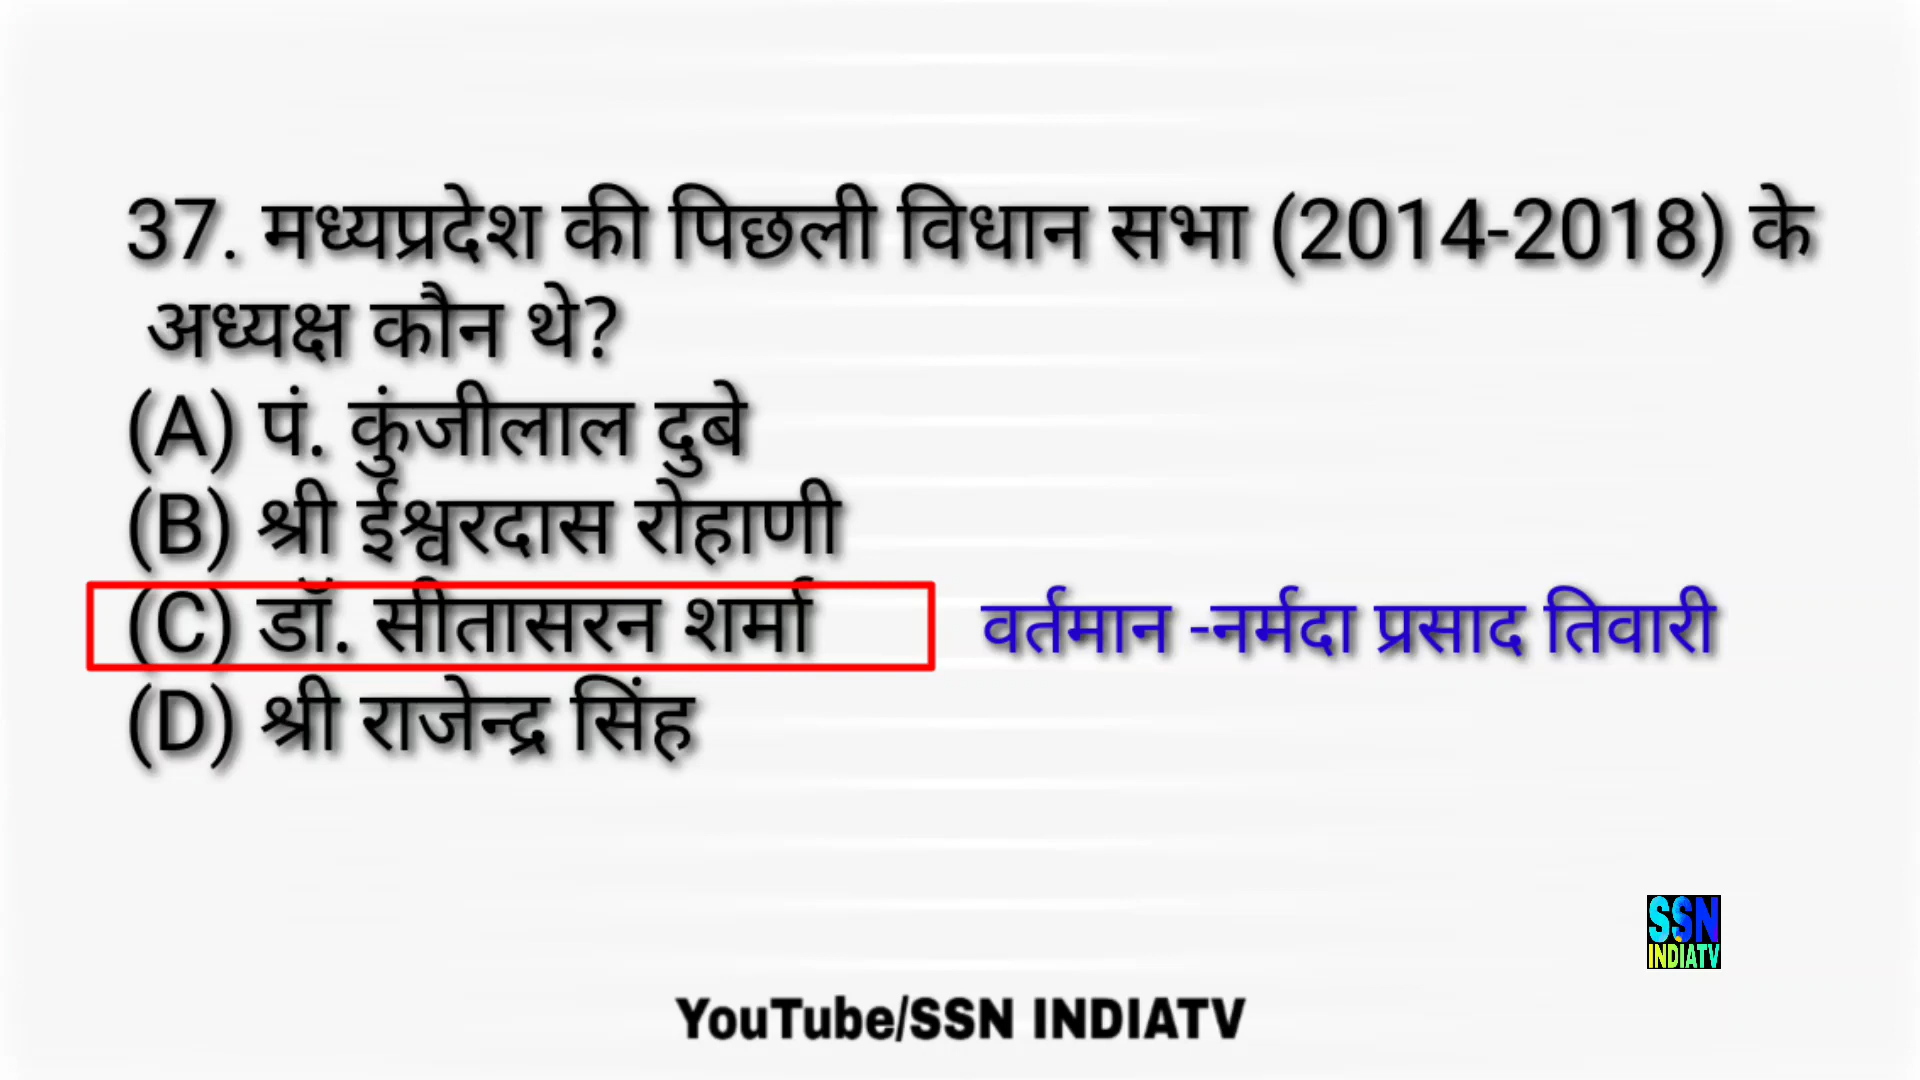 37. मध्यप्रदेश की पिछली विधान सभा (2014-2018) के
अध्यक्ष कौन थे?
(A) पं. कुंजीलाल दुबे
(B) श्री ईश्वरदास रोहाणी
(C) डॉ. सीतासरन शर्मा
वर्तमान -नर्मदा प्रसाद तिवारी
(D) श्री राजेन्द्र सिंह
SSN
INDIATV
YouTube/SSN INDIATV